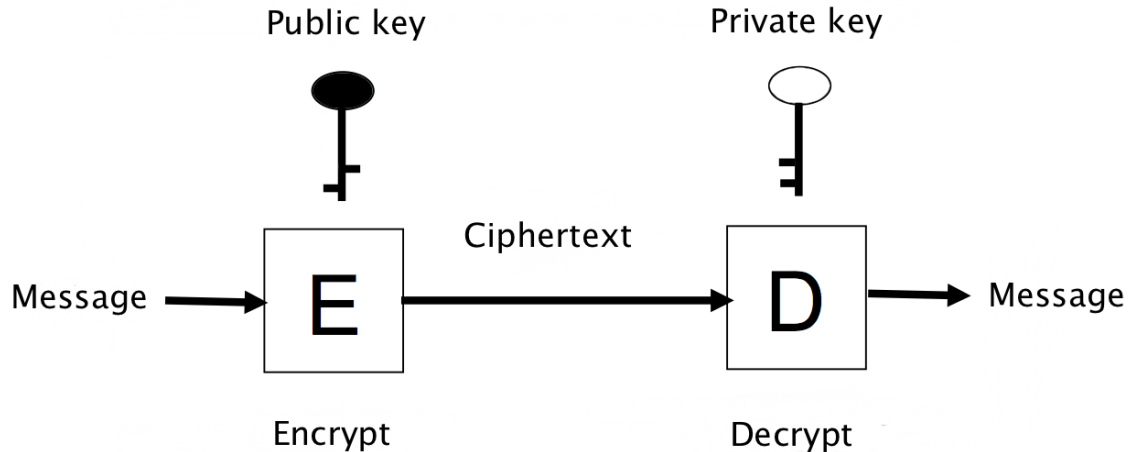 Public key
Private key
Ciphertext
Message
E
D
Message
Encrypt
Decrypt